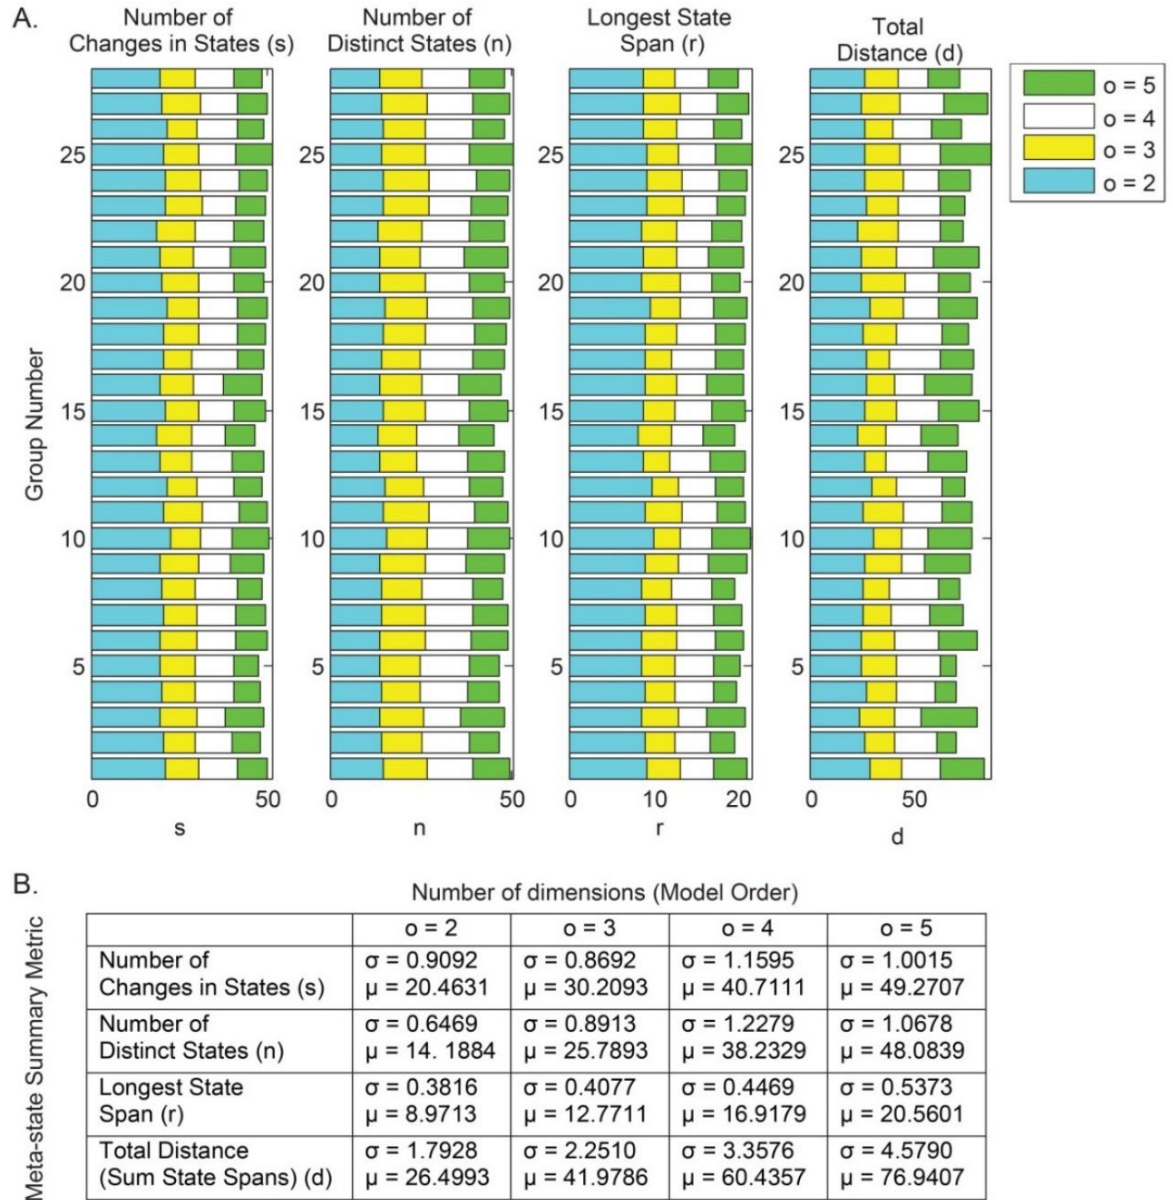 A.
Number of
Changes in States (s)
Number of
Distinct States (n)
Longest State
Span (r)
Total
Distance (d)
o = 5
o = 4
o = 3
o = 2
Group Number
25
20
15
10
5
0 50
s
25
20
15
10
5
0 50
n
25
20
15
10
5
0 10 20
r
25
20
15
10
5
0 50
d
B.
Number of dimensions (Model Order)
Meta-state Summary Metric
o = 2 o = 3 o = 4 o = 5
Number of σ = 0.9092 σ = 0.8692 σ = 1.1595 σ = 1.0015
Changes in States (s) μ = 20.4631 μ = 30.2093 μ = 40.7111 μ = 49.2707
Number of σ = 0.6469 σ = 0.8913 σ = 1.2279 σ = 1.0678
Distinct States (n) μ = 14. 1884 μ = 25.7893 μ = 38.2329 μ = 48.0839
Longest State σ = 0.3816 σ = 0.4077 σ = 0.4469 σ = 0.5373
Span (r) μ = 8.9713 μ = 12.7711 μ = 16.9179 μ = 20.5601
Total Distance σ = 1.7928 σ = 2.2510 σ = 3.3576 σ = 4.5790
(Sum State Spans) (d) μ = 26.4993 μ = 41.9786 μ = 60.4357 μ = 76.9407